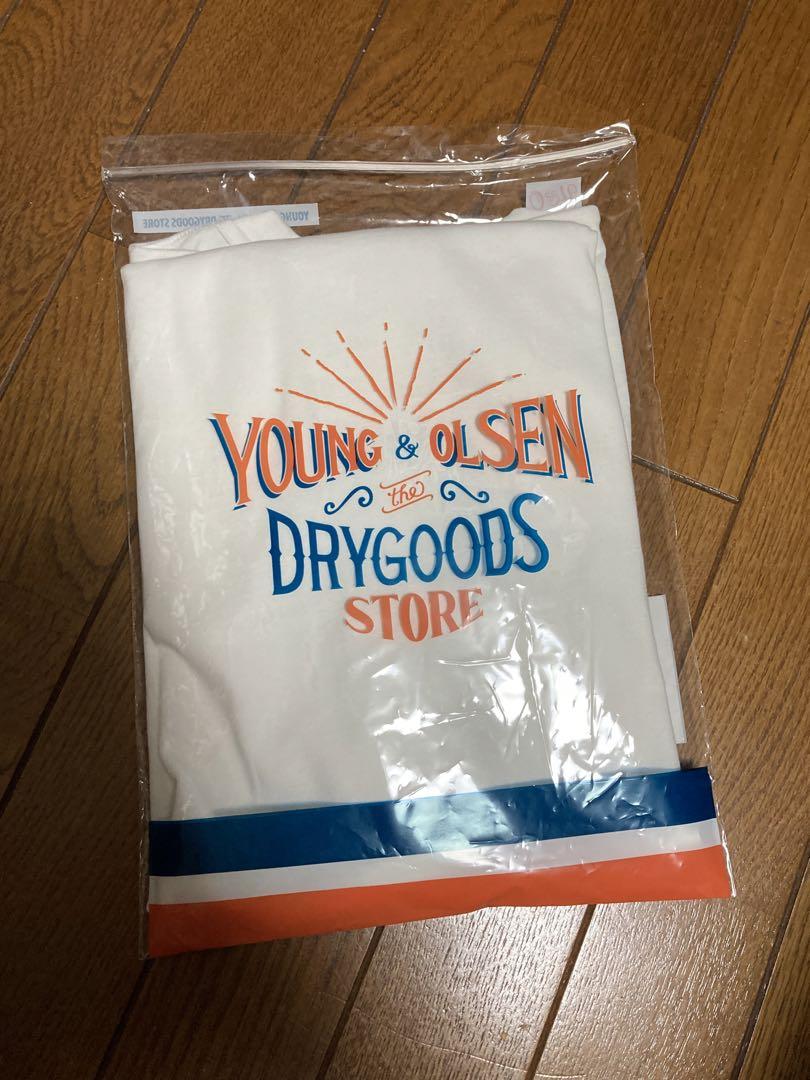 YOUNG & OLSEN
the
DRYGOODS
STORE